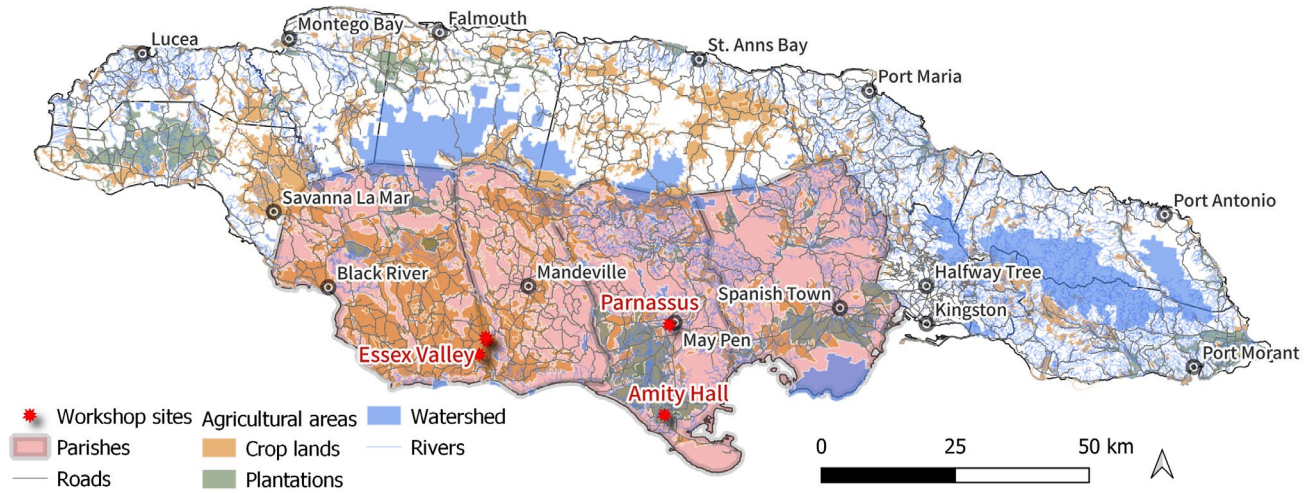 Lucea
Montego Bay
Falmouth
St. Anns Bay
Port Maria
Savanna La Mar
Port Antonio
Black River
Mandeville
Halfway Tree
Parnassus
Spanish Town
Kingston
May Pen
Essex Valley
Port Morant
Amity Hall
Workshop sites
Agricultural areas
Watershed
Parishes
Crop lands
Rivers
Roads
Plantations
0 25 50 km